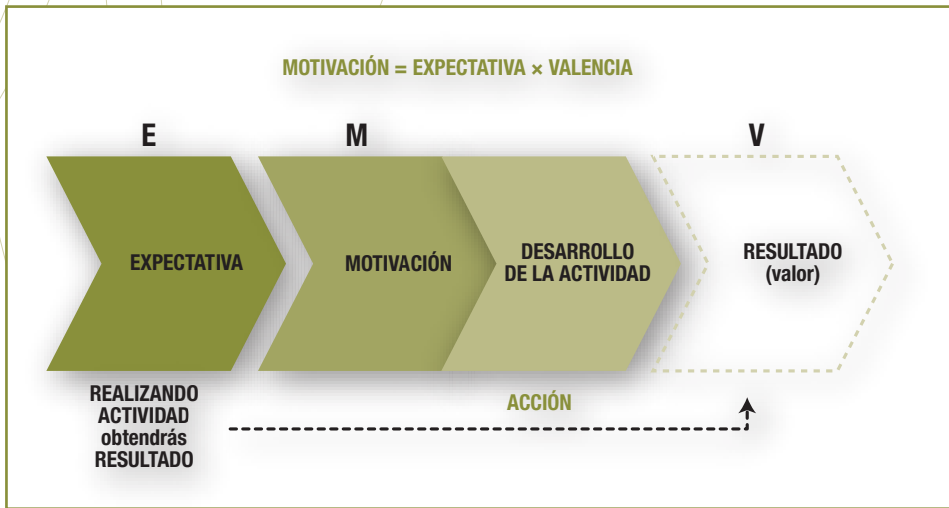 MOTIVACIÓN = EXPECTATIVA × VALENCIA
E
M
V
EXPECTATIVA
MOTIVACIÓN
DESARROLLO
DE LA ACTIVIDAD
RESULTADO
(valor)
REALIZANDO
ACTIVIDAD
obtendrás
RESULTADO
ACCIÓN